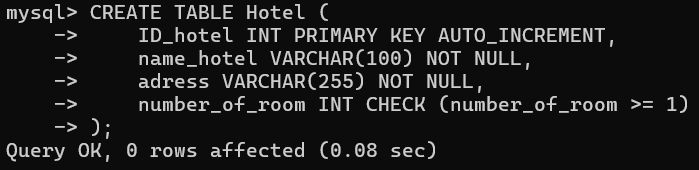 mysql> CREATE TABLE Hotel (
    ->     ID_hotel INT PRIMARY KEY AUTO_INCREMENT,
    ->     name_hotel VARCHAR(100) NOT NULL,
    ->     adress VARCHAR(255) NOT NULL,
    ->     number_of_room INT CHECK (number_of_room >= 1)
    -> );
Query OK, 0 rows affected (0.08 sec)